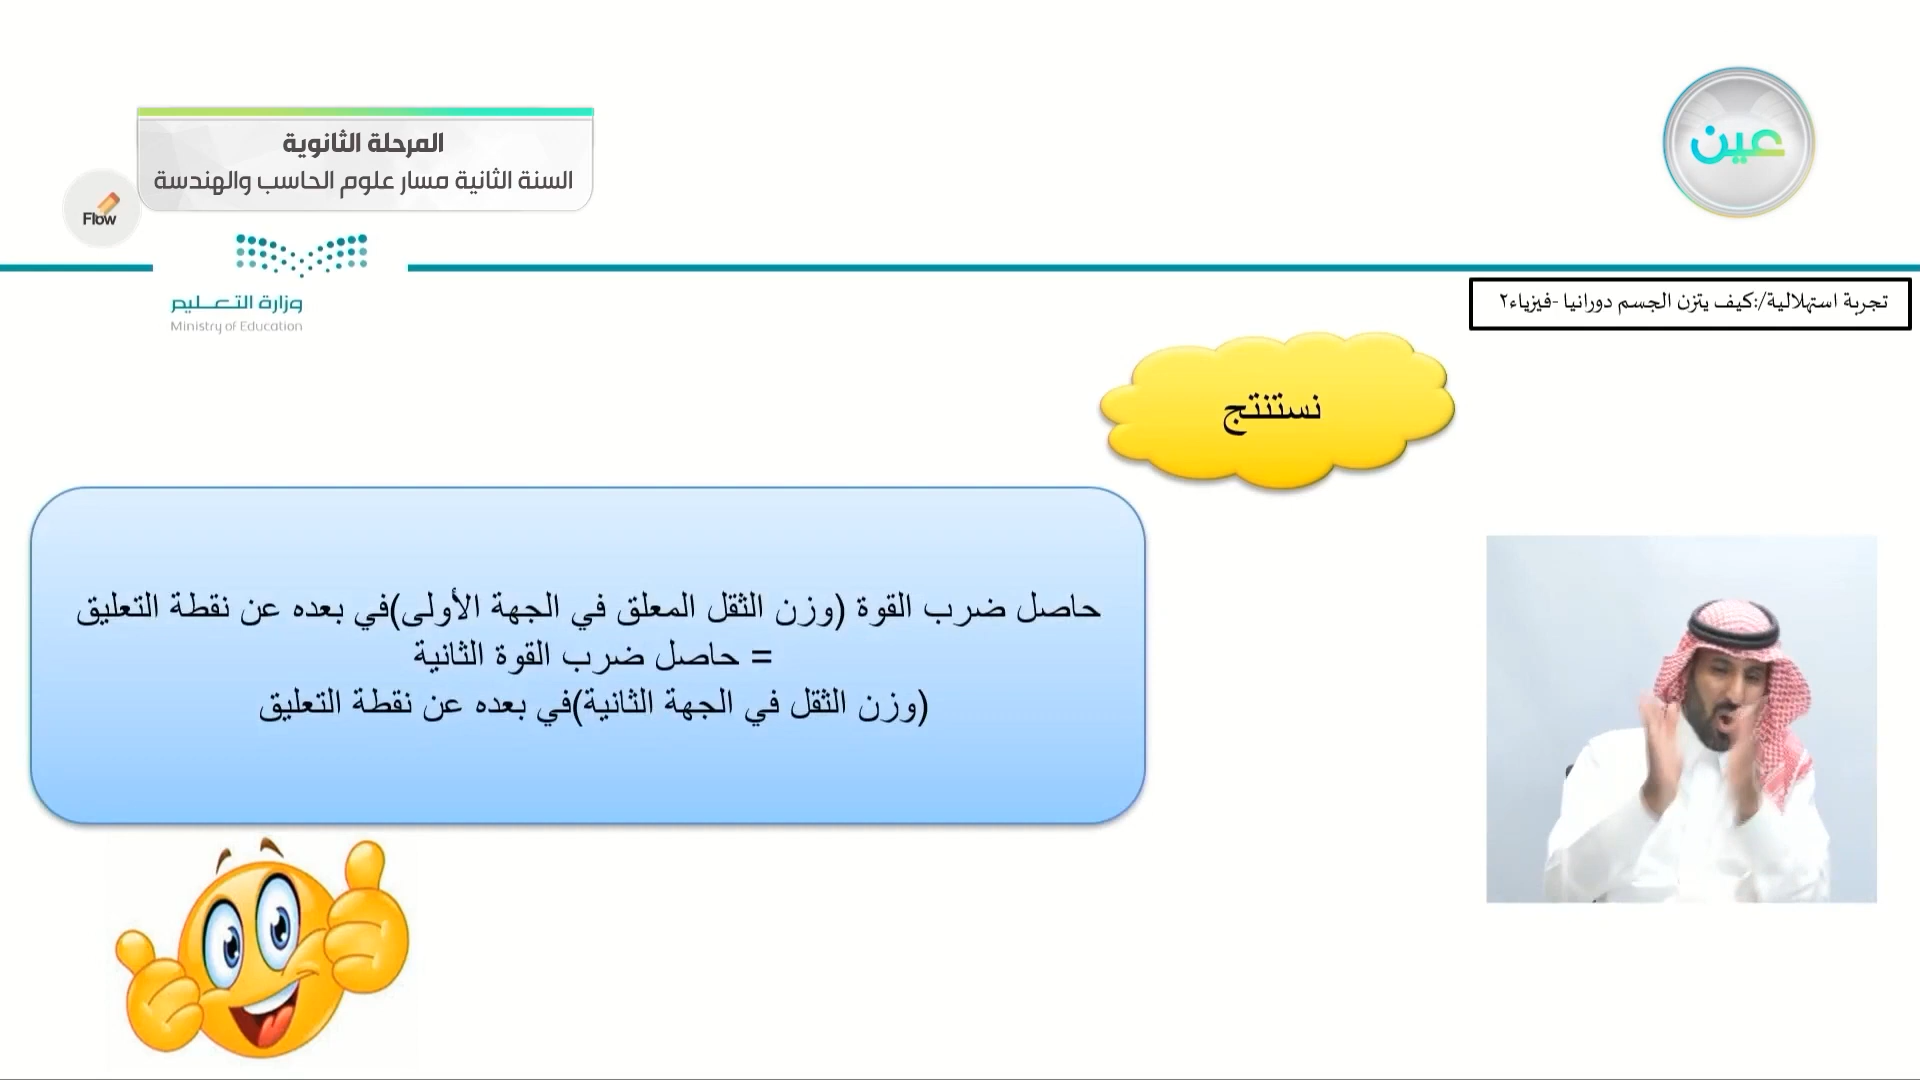 عين
المرحلة الثانوية
السنة الثانية مسار علوم الحاسب والهندسة
Flow
وزارة التعليم
Ministry of Education
تجربة استهلالية/:كيف يتزن الجسم دورانيا -فيزياء٢
نستنتج
حاصل ضرب القوة (وزن الثقل المعلق في الجهة الأولى)في بعده عن نقطة التعليق
= حاصل ضرب القوة الثانية
(وزن الثقل في الجهة الثانية)في بعده عن نقطة التعليق